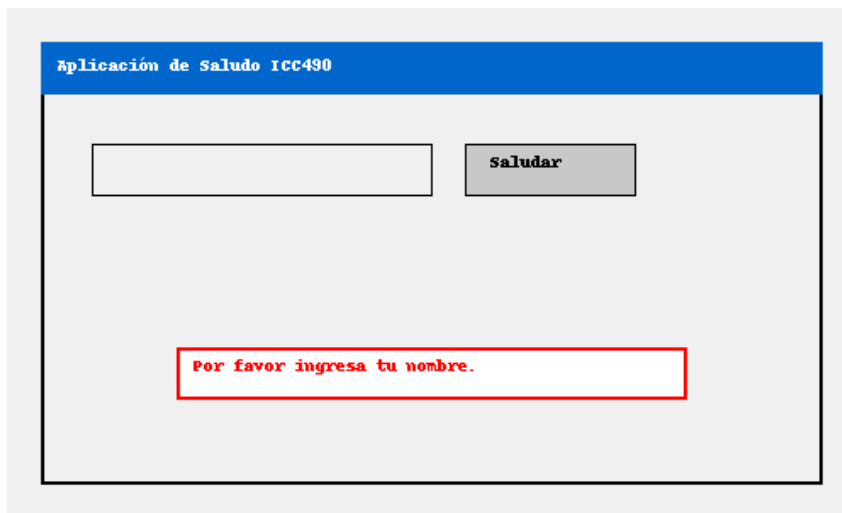 Aplicación de Saludo ICC490
Saludar
Por favor ingresa tu nombre.